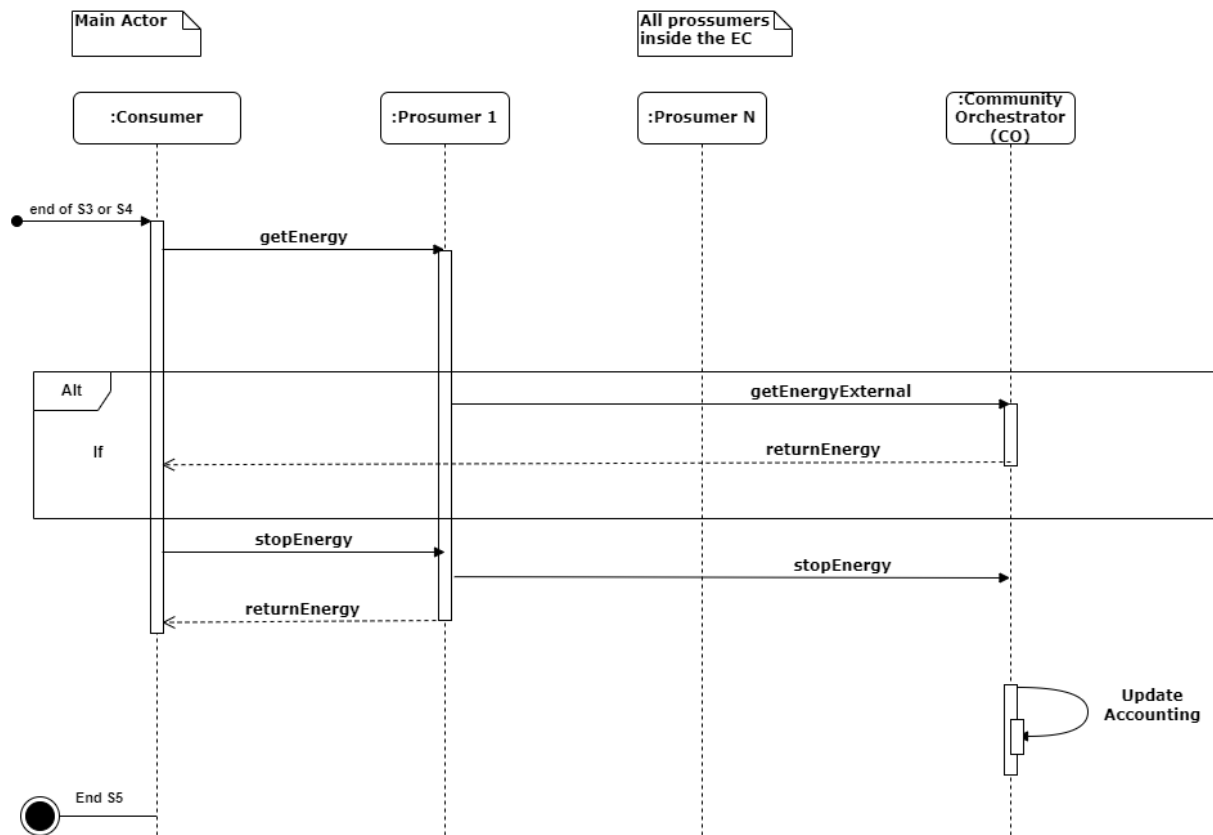 Main Actor
All prossumers
inside the EC
:Consumer
:Prosumer 1
:Prosumer N
:Community
Orchestrator
(CO)
end of S3 or S4
getEnergy
Alt
getEnergyExternal
If
returnEnergy
stopEnergy
stopEnergy
returnEnergy
Update
Accounting
End S5